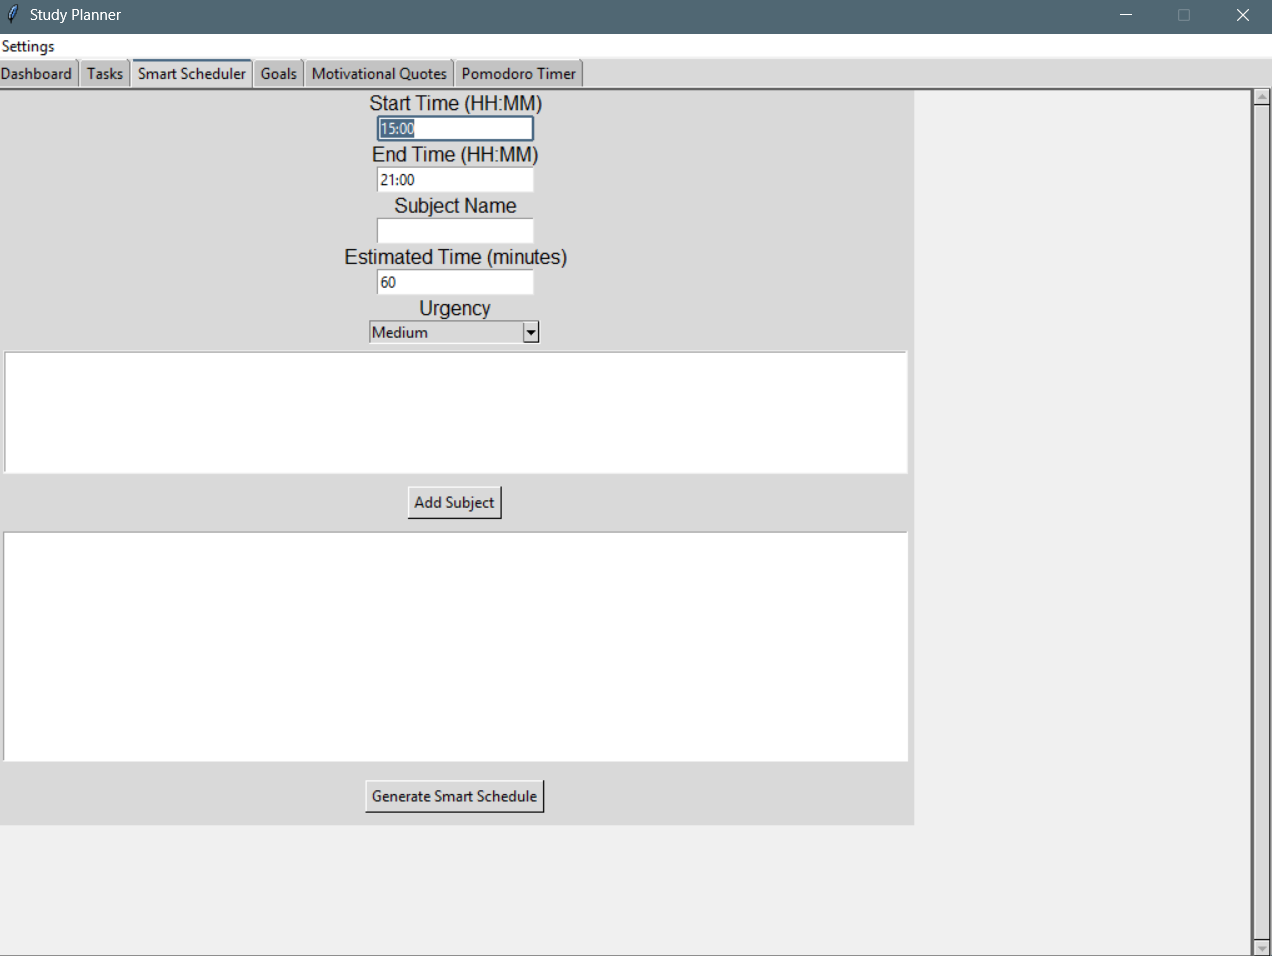 Study Planner
Settings
Dashboard Tasks Smart Scheduler Goals Motivational Quotes Pomodoro Timer
Start Time (HH:MM)
15:00
End Time (HH:MM)
21:00
Subject Name
Estimated Time (minutes)
60
Urgency
Medium
Add Subject
Generate Smart Schedule